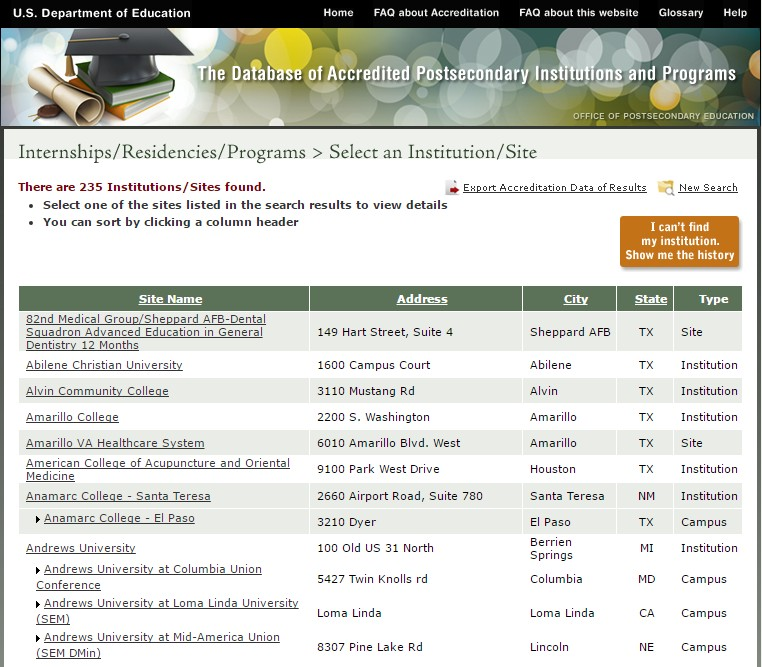 U.S. Department of Education
Home FAQ about Accreditation FAQ about this website Glossary Help
The Database of Accredited Postsecondary Institutions and Programs
OFFICE OF POSTSECONDARY EDUCATION
Internships/Residencies/Programs > Select an Institution/Site
There are 235 Institutions/Sites found.
Export Accreditation Data of Results New Search
• Select one of the sites listed in the search results to view details
• You can sort by clicking a column header
I can't find
my institution.
Show me the history
Site Name Address City State Type
82nd Medical Group/Sheppard AFB-Dental
Squadron Advanced Education in General
Dentistry 12 Months
149 Hart Street, Suite 4 Sheppard AFB TX Site
Abilene Christian University 1600 Campus Court Abilene TX Institution
Alvin Community College 3110 Mustang Rd Alvin TX Institution
Amarillo College 2200 S. Washington Amarillo TX Institution
Amarillo VA Healthcare System 6010 Amarillo Blvd. West Amarillo TX Site
American College of Acupuncture and Oriental
Medicine
9100 Park West Drive Houston TX Institution
Anamarc College - Santa Teresa 2660 Airport Road, Suite 780 Santa Teresa NM Institution
Anamarc College - El Paso 3210 Dyer El Paso TX Campus
Andrews University 100 Old US 31 North Berrien
Springs
MI Institution
Andrews University at Columbia Union
Conference
5427 Twin Knolls rd Columbia MD Campus
Andrews University at Loma Linda University
(SEM)
Loma Linda Loma Linda CA Campus
Andrews University at Mid-America Union
(SEM DMin)
8307 Pine Lake Rd Lincoln NE Campus